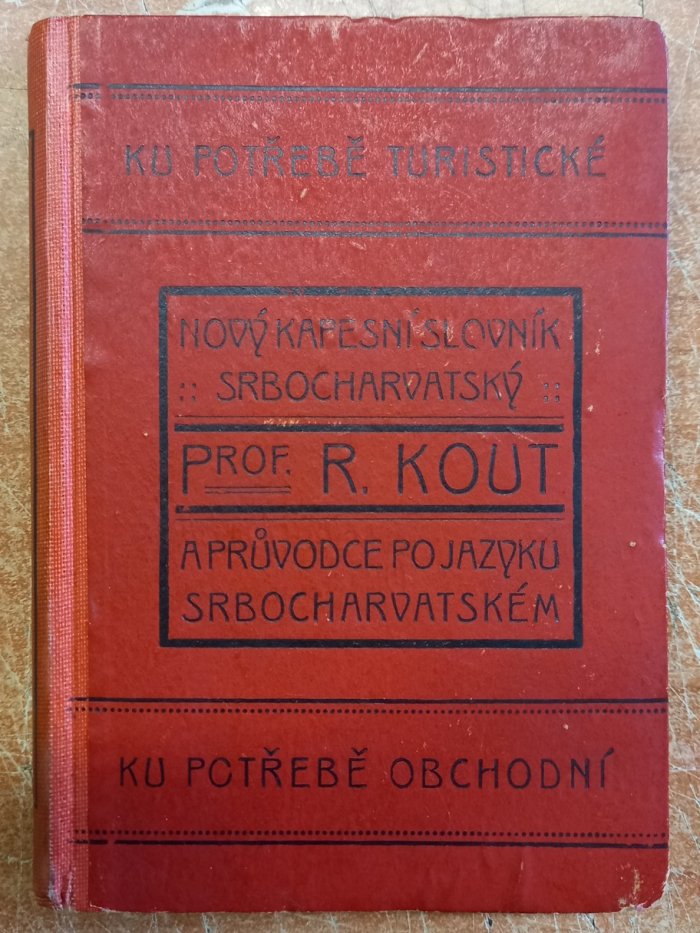 KU POTŘEBĚ TURISTICKÉ
NOVÝ KAPESNÍ SLOVNÍK
:: SRBOCHARVATSKÝ ::
PROF. R. KOUT
A PRŮVODCE PO JAZYKU
SRBOCHARVATSKÉM
KU POTŘEBĚ OBCHODNÍ